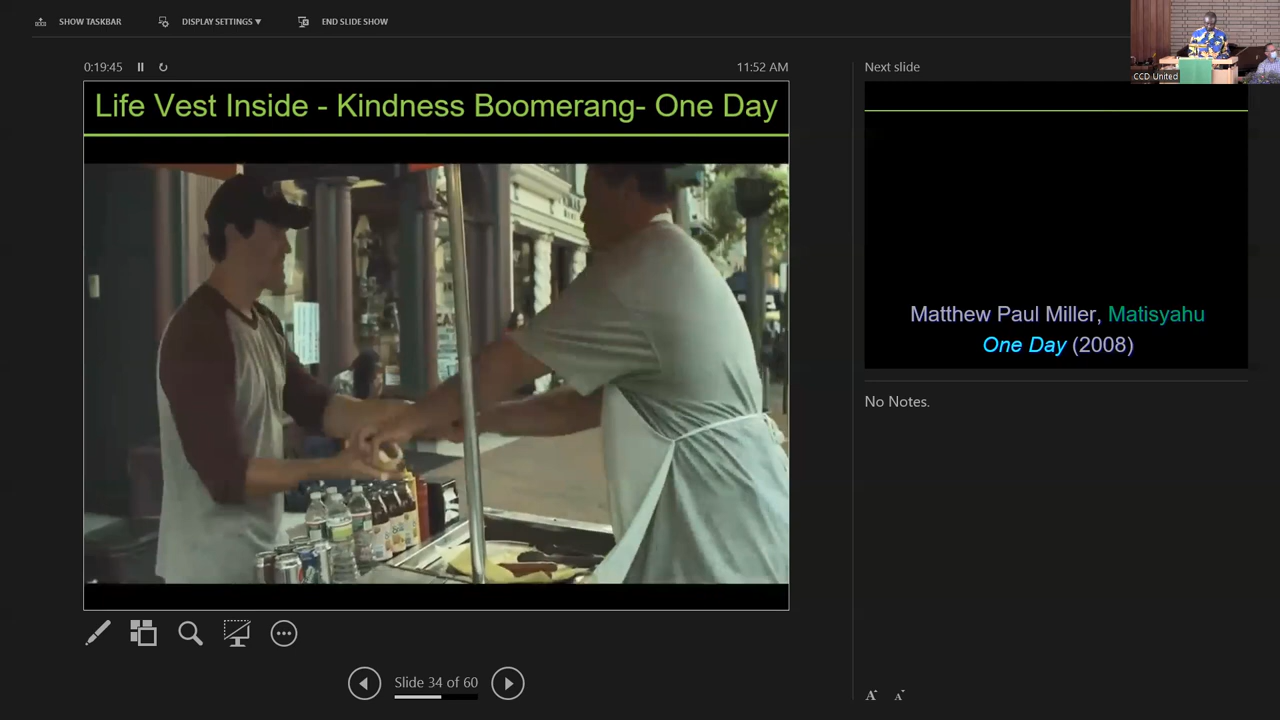 SHOW TASKBAR
DISPLAY SETTINGS ▾
END SLIDE SHOW
CCD United
0:19:45
11:52 AM
Next slide
Life Vest Inside - Kindness Boomerang- One Day
Matthew Paul Miller, Matisyahu
One Day (2008)
No Notes.
Slide 34 of 60
A A